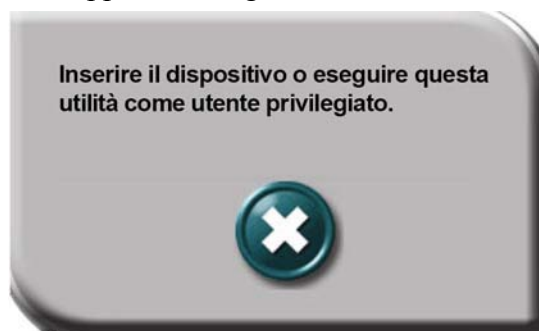 Inserire il dispositivo o eseguire questa
utilità come utente privilegiato.